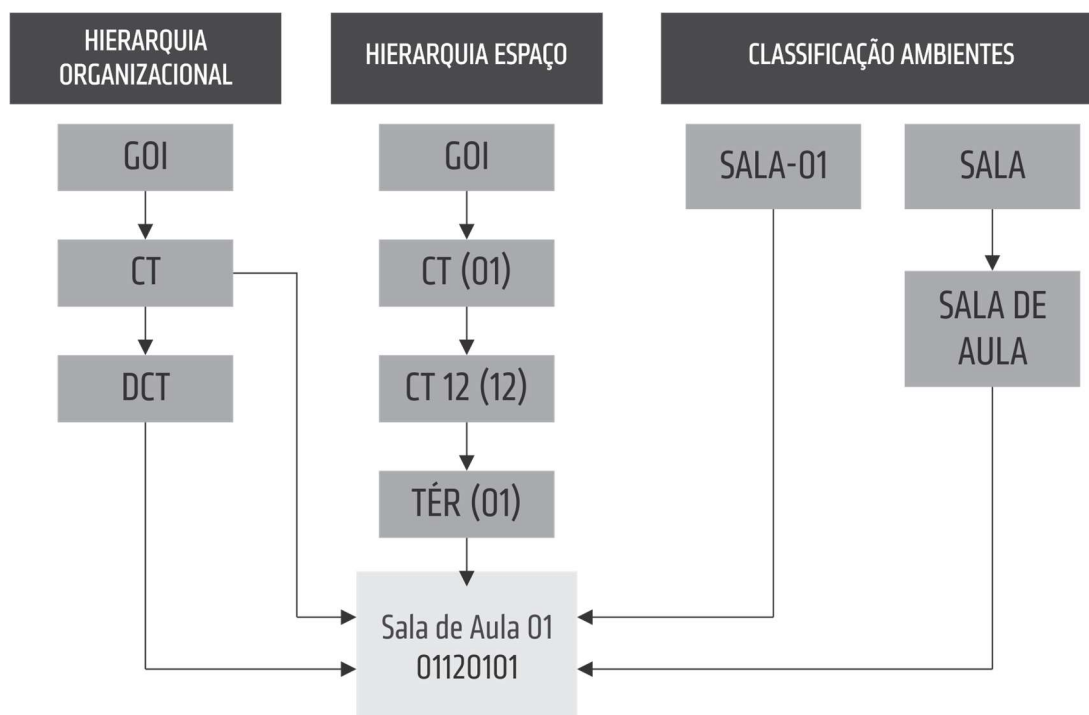 HIERARQUIA
ORGANIZACIONAL
HIERARQUIA ESPAÇO
CLASSIFICAÇÃO AMBIENTES
GOI
GOI
SALA-01
SALA
CT
CT (01)
SALA DE
AULA
DCT
CT 12 (12)
TÉR (01)
Sala de Aula 01
01120101